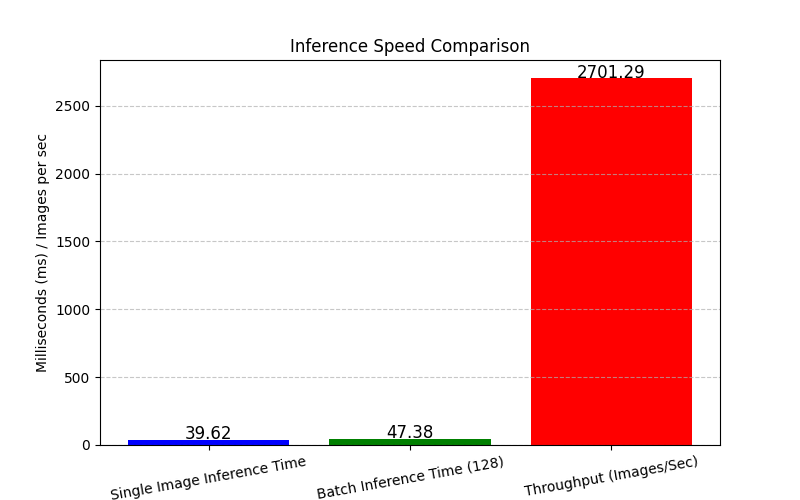 Inference Speed Comparison
Milliseconds (ms) / Images per sec
2500
2000
1500
1000
500
0
39.62
47.38
2701.29
Single Image Inference Time
Batch Inference Time (128)
Throughput (Images/Sec)